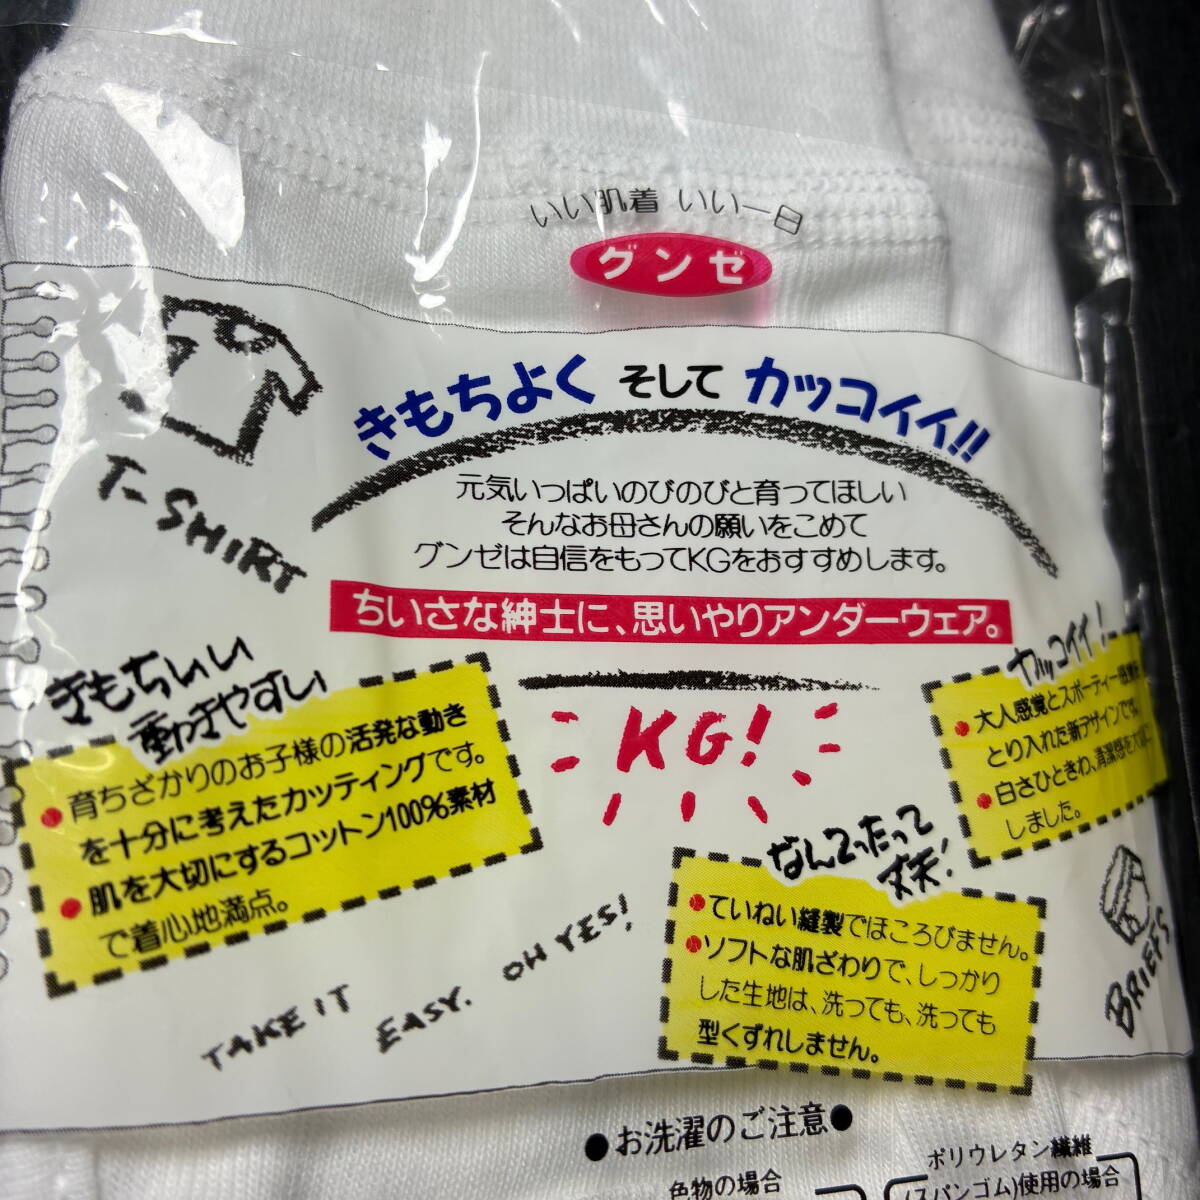 いい肌着 いい一日
グンゼ
きもちよく そして カッコイイ!!
元気いっぱいのびのびと育ってほしい
そんなお母さんの願いをこめて
グンゼは自信をもってKGをおすすめします。
ちいさな紳士に、思いやりアンダーウェア。
T-SHIRT
きもちいい
動きやすい
●育ちざかりのお子様の活発な動き
を十分に考えたカッティングです。
●肌を大切にするコットン100%素材
で着心地満点。
KG!
カッコイイ!
●大人感覚とスポーティー感覚を
とり入れた新デザインです。
●白さひときわ、清潔感を大切に
しました。
なんてったって
丈夫!
●ていねい縫製でほころびません。
●ソフトな肌ざわりで、しっかり
した生地は、洗っても、洗っても
型くずれしません。
BRIEFS
TAKE IT
EASY.
OH YES!
●お洗濯のご注意●
色物の場合
ポリウレタン繊維
(スパンゴム)使用の場合